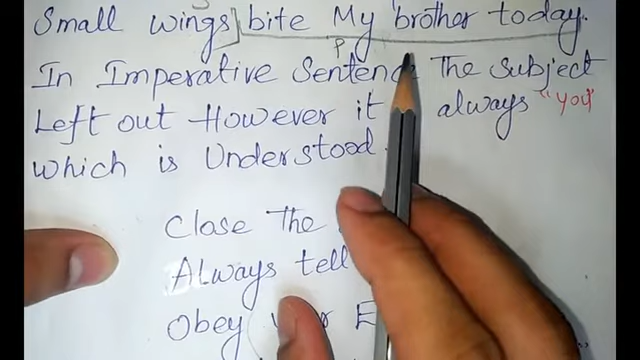 Small wings bite My brother today.
P
In Imperative Sentenc The subject
Left out However it always "you"
which is Understood.
Close The
Always tell
Obey E